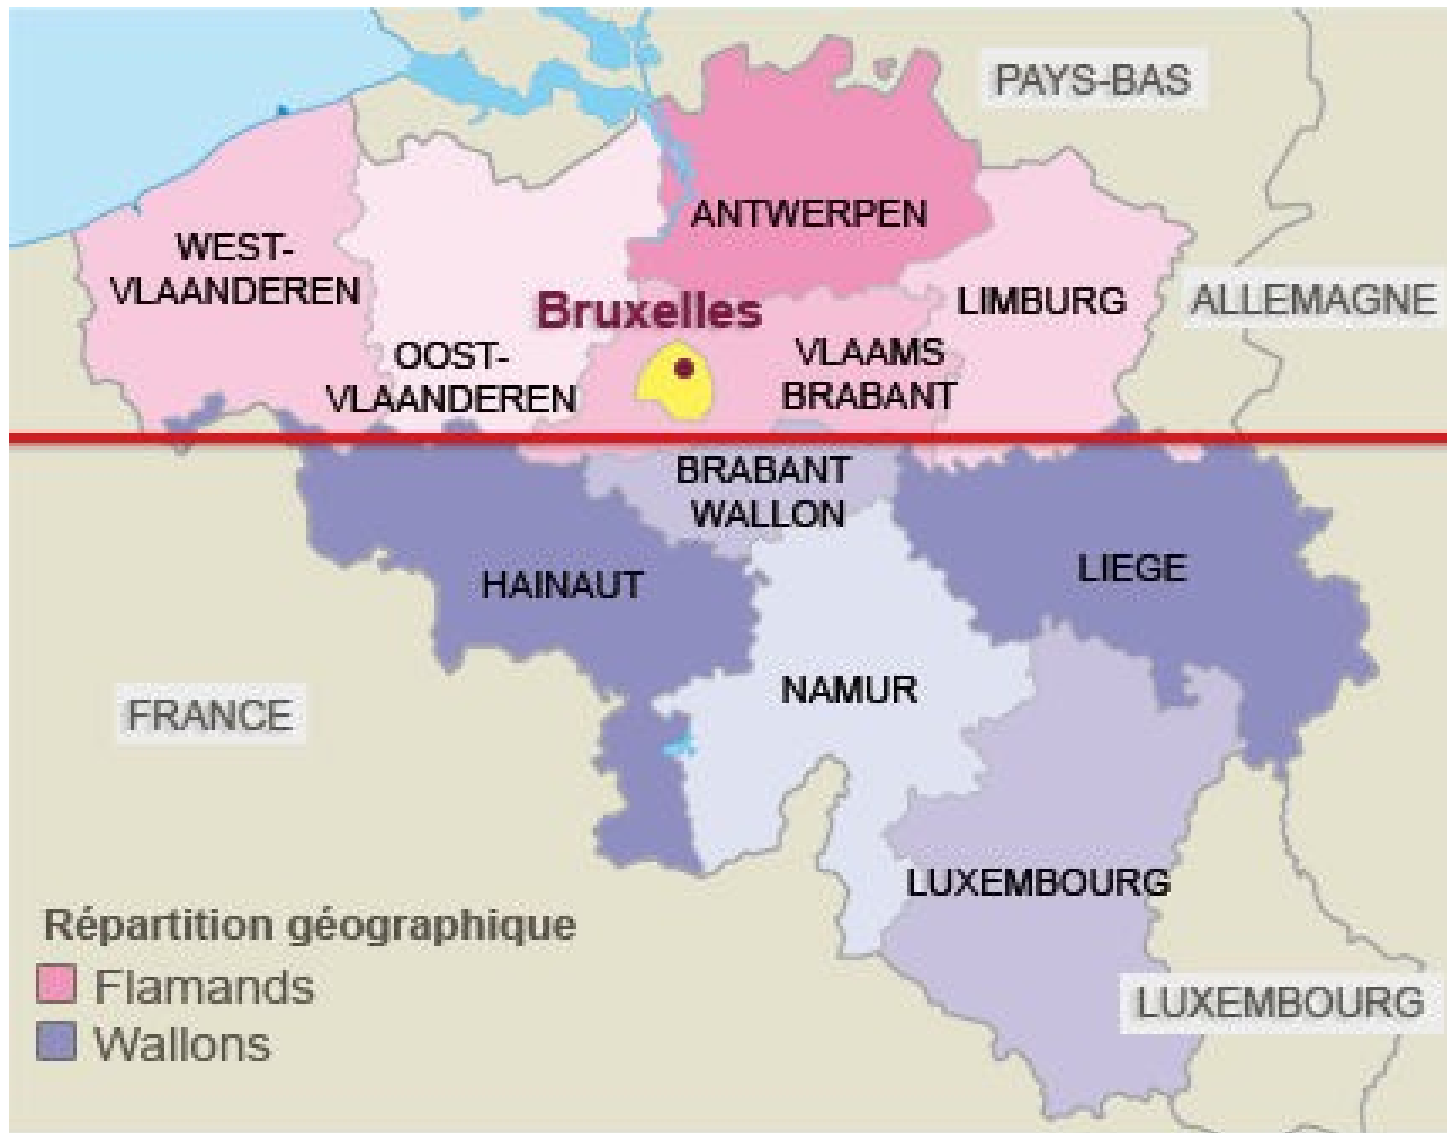 PAYS-BAS
ANTWERPEN
WEST-
VLAANDEREN
Bruxelles
LIMBURG
ALLEMAGNE
OOST-
VLAANDEREN
VLAAMS
BRABANT
BRABANT
WALLON
HAINAUT
LIEGE
NAMUR
FRANCE
LUXEMBOURG
Répartition géographique
Flamands
Wallons
LUXEMBOURG